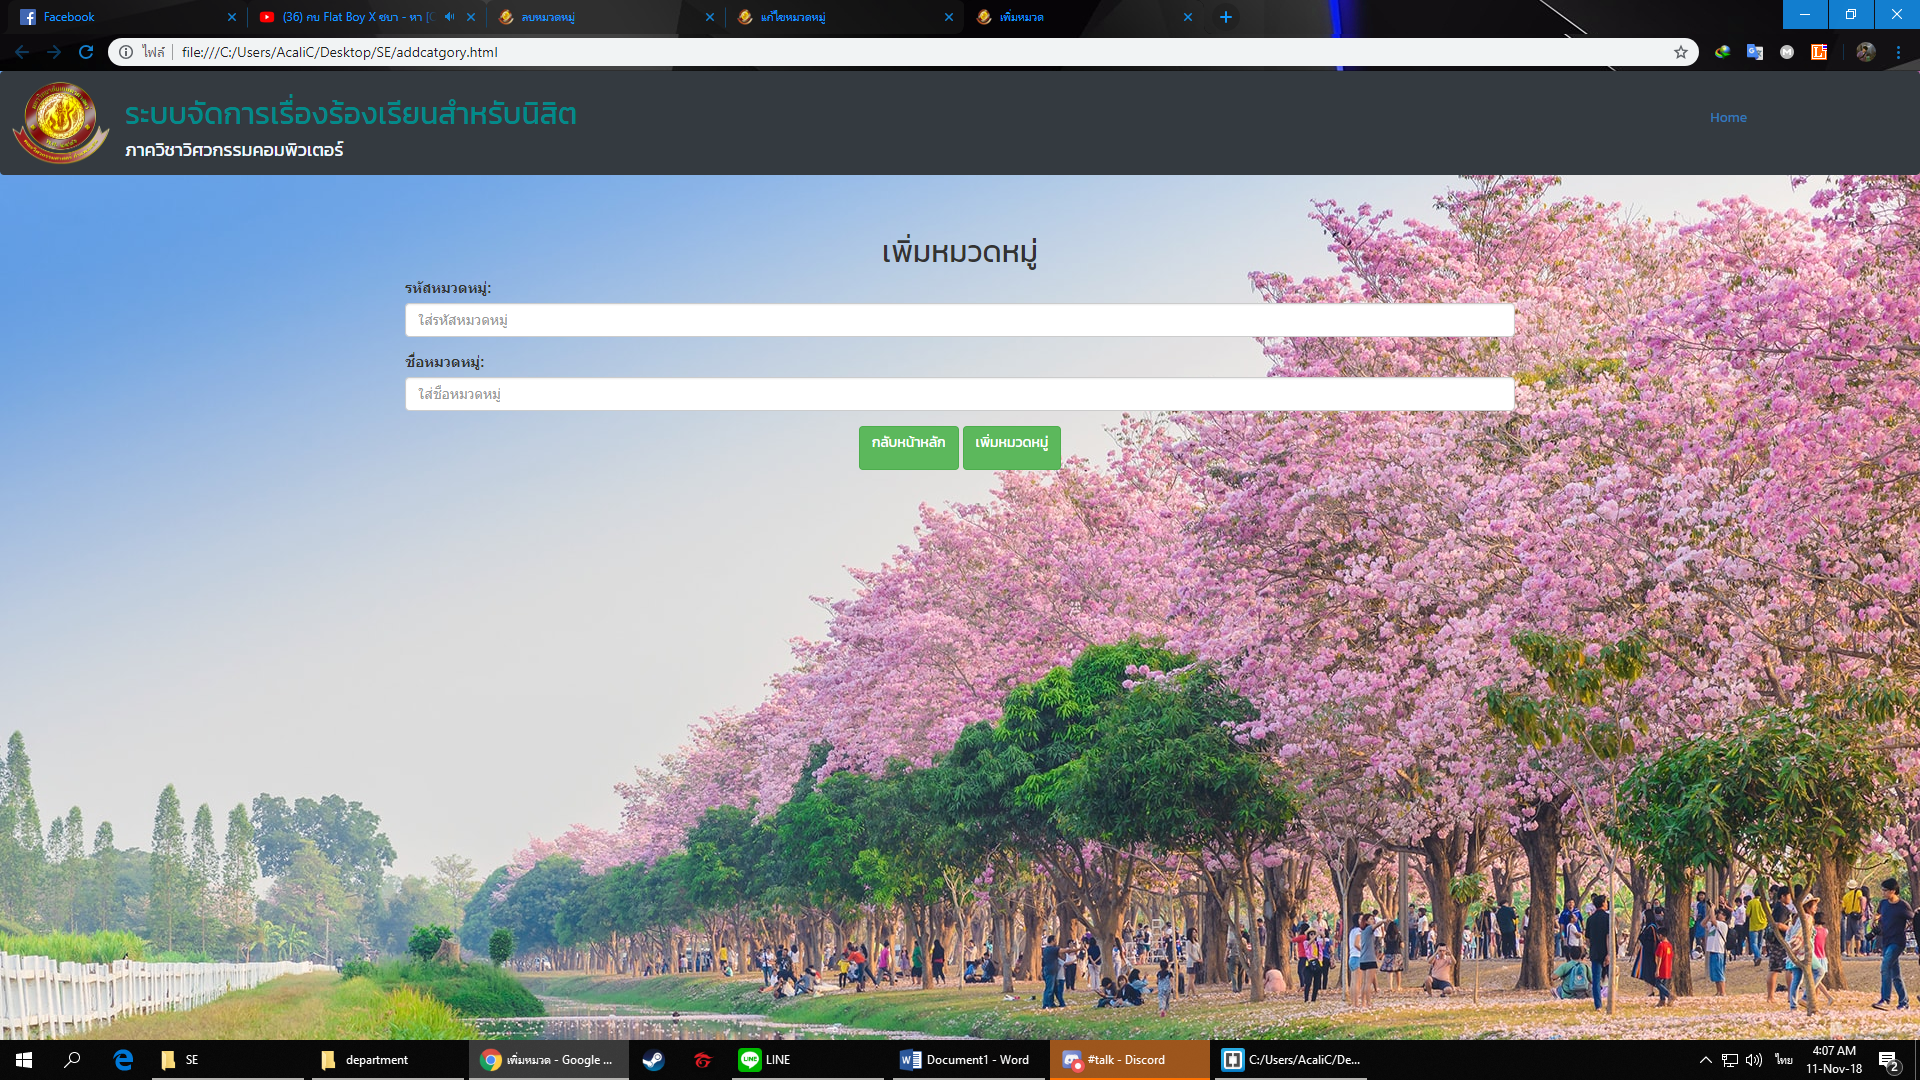 Facebook
(36) กบ Flat Boy X ซบา - หา [
ลบหมวดหมู่
แก้ไขหมวดหมู่
เพิ่มหมวด
ไฟล์ file:///C:/Users/AcaliC/Desktop/SE/addcatgory.html
ระบบจัดการเรื่องร้องเรียนสำหรับนิสิต
ภาควิชาวิศวกรรมคอมพิวเตอร์
Home
เพิ่มหมวดหมู่
รหัสหมวดหมู่:
ใส่รหัสหมวดหมู่
ชื่อหมวดหมู่:
ใส่ชื่อหมวดหมู่
กลับหน้าหลัก เพิ่มหมวดหมู่
SE
department
เพิ่มหมวด - Google ...
LINE
Document1 - Word
#talk - Discord
C:/Users/AcaliC/De...
ไทย
4:07 AM
11-Nov-18
2